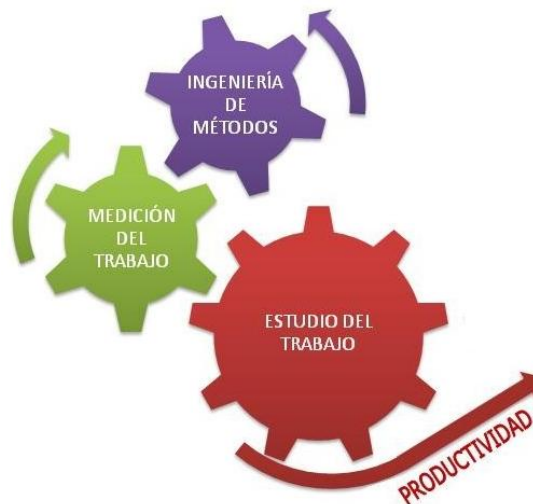 INGENIERÍA
DE
MÉTODOS
MEDICIÓN
DEL
TRABAJO
ESTUDIO DEL
TRABAJO
PRODUCTIVIDAD